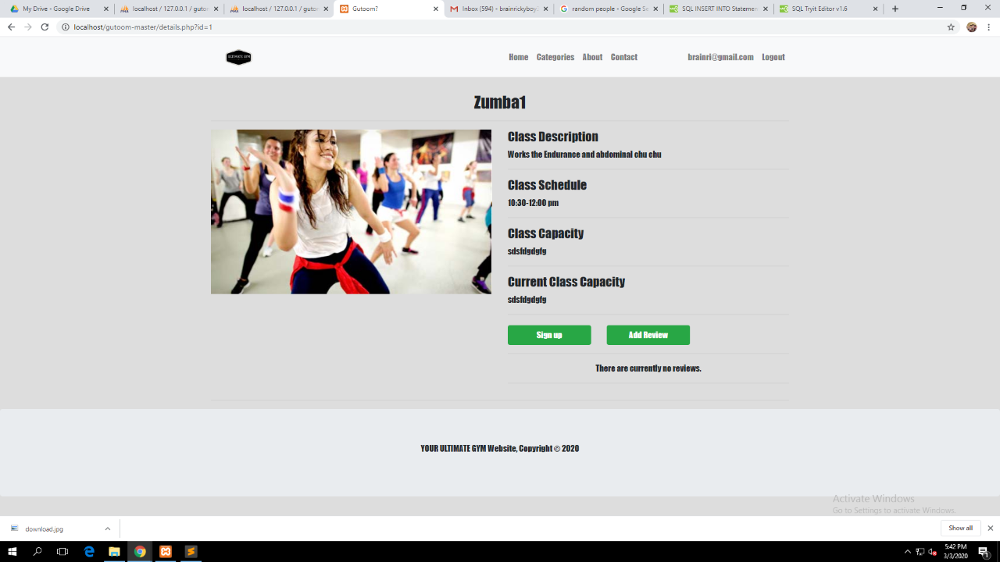 My Drive - Google Drive
localhost / 127.0.0.1 / guto
localhost / 127.0.0.1 / guto
Gutoom?
Inbox (594) - brainrickyboy
random people - Google Se
SQL INSERT INTO Statemen
SQL Tryit Editor v1.6
localhost/gutoom-master/details.php?id=1
ULTIMATE GYM
Home
Categories
About
Contact
brainri@gmail.com
Logout
Zumba1
Class Description
Works the Endurance and abdominal chu chu
Class Schedule
10:30-12:00 pm
Class Capacity
sdsfdgdgfg
Current Class Capacity
sdsfdgdgfg
Sign up
Add Review
There are currently no reviews.
YOUR ULTIMATE GYM Website, Copyright © 2020
Activate Windows
Go to Settings to activate Windows.
download.jpg
Show all
5:42 PM
3/3/2020
1